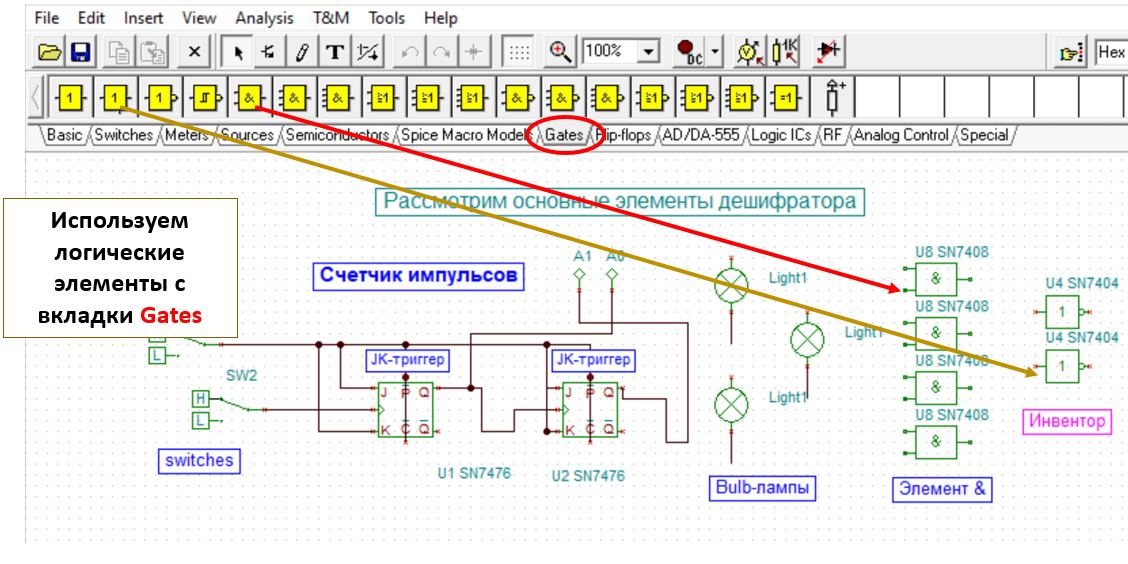 File Edit Insert View Analysis T&M Tools Help
100%
DC
1K
Hex
1 1 1 & & & ≥1 ≥1 ≥1 & & & ≥1 ≥1 ≥1 =1
Basic Switches Meters Sources Semiconductors Spice Macro Models Gates Flip-flops AD/DA-555 Logic ICs RF Analog Control Special
Рассмотрим основные элементы дешифратора
Используем
логические
элементы с
вкладки Gates
Счетчик импульсов
A1 A0
L
SW2
H
L
switches
JK-триггер
J P Q
K C Q
U1 SN7476
JK-триггер
J P Q
K C Q
U2 SN7476
Light1
Light1
Light1
Bulb-лампы
U8 SN7408
&
U8 SN7408
&
U8 SN7408
&
U8 SN7408
&
Элемент &
U4 SN7404
1
U4 SN7404
1
Инвентор